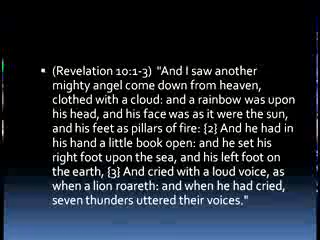 (Revelation 10:1-3) "And I saw another
mighty angel come down from heaven,
clothed with a cloud: and a rainbow was upon
his head, and his face was as it were the sun,
and his feet as pillars of fire: {2} And he had in
his hand a little book open: and he set his
right foot upon the sea, and his left foot on
the earth, {3} And cried with a loud voice, as
when a lion roareth: and when he had cried,
seven thunders uttered their voices."